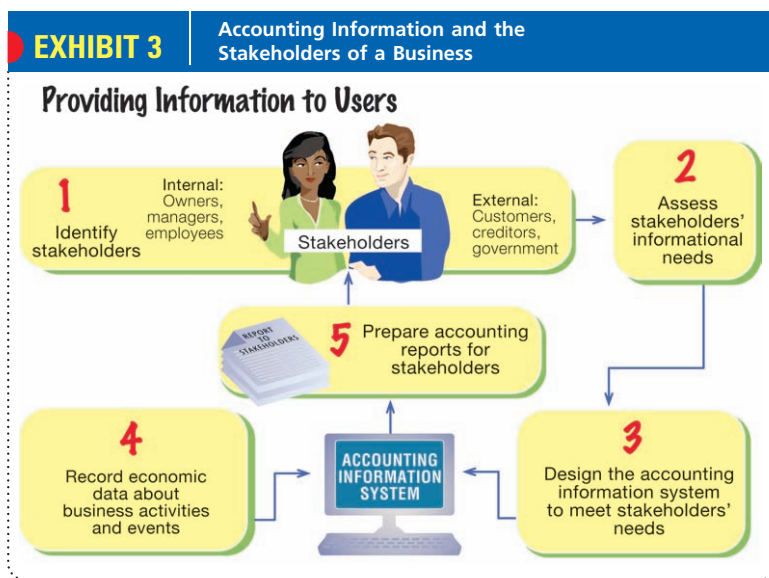 EXHIBIT 3
Accounting Information and the
Stakeholders of a Business
Providing Information to Users
1
Identify
stakeholders
Internal:
Owners,
managers,
employees
Stakeholders
External:
Customers,
creditors,
government
2
Assess
stakeholders'
informational
needs
REPORT
TO
STAKEHOLDERS
5
Prepare accounting
reports for
stakeholders
4
Record economic
data about
business activities
and events
ACCOUNTING
INFORMATION
SYSTEM
3
Design the accounting
information system
to meet stakeholders'
needs